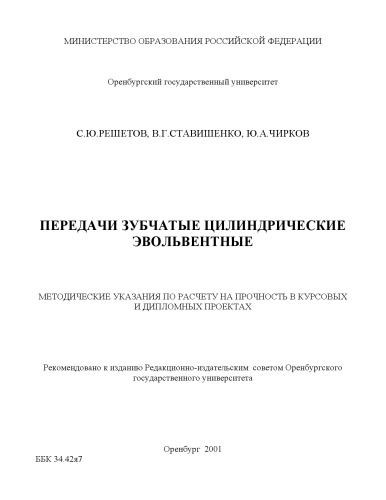 МИНИСТЕРСТВО ОБРАЗОВАНИЯ РОССИЙСКОЙ ФЕДЕРАЦИИ
Оренбургский государственный университет
С.Ю.РЕШЕТОВ, В.Г.СТАВИШЕНКО, Ю.А.ЧИРКОВ
ПЕРЕДАЧИ ЗУБЧАТЫЕ ЦИЛИНДРИЧЕСКИЕ
ЭВОЛЬВЕНТНЫЕ
МЕТОДИЧЕСКИЕ УКАЗАНИЯ ПО РАСЧЕТУ НА ПРОЧНОСТЬ В КУРСОВЫХ
И ДИПЛОМНЫХ ПРОЕКТАХ
Рекомендовано к изданию Редакционно-издательским советом Оренбургского
государственного университета
Оренбург 2001
ББК 34.42я7